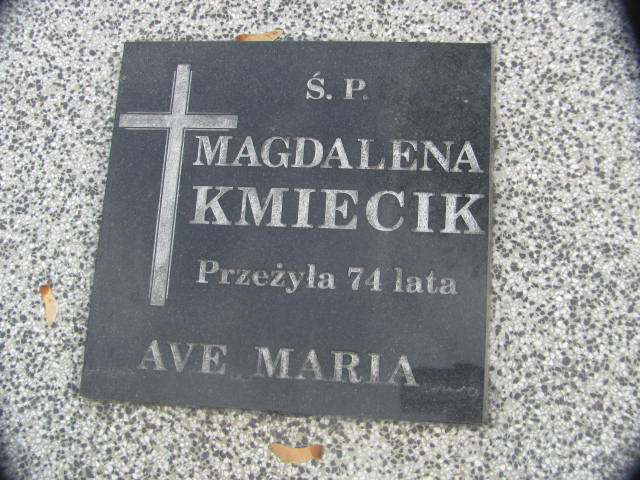 Ś. P.
MAGDALENA
KMIECIK
Przeżyła 74 lata
AVE MARIA